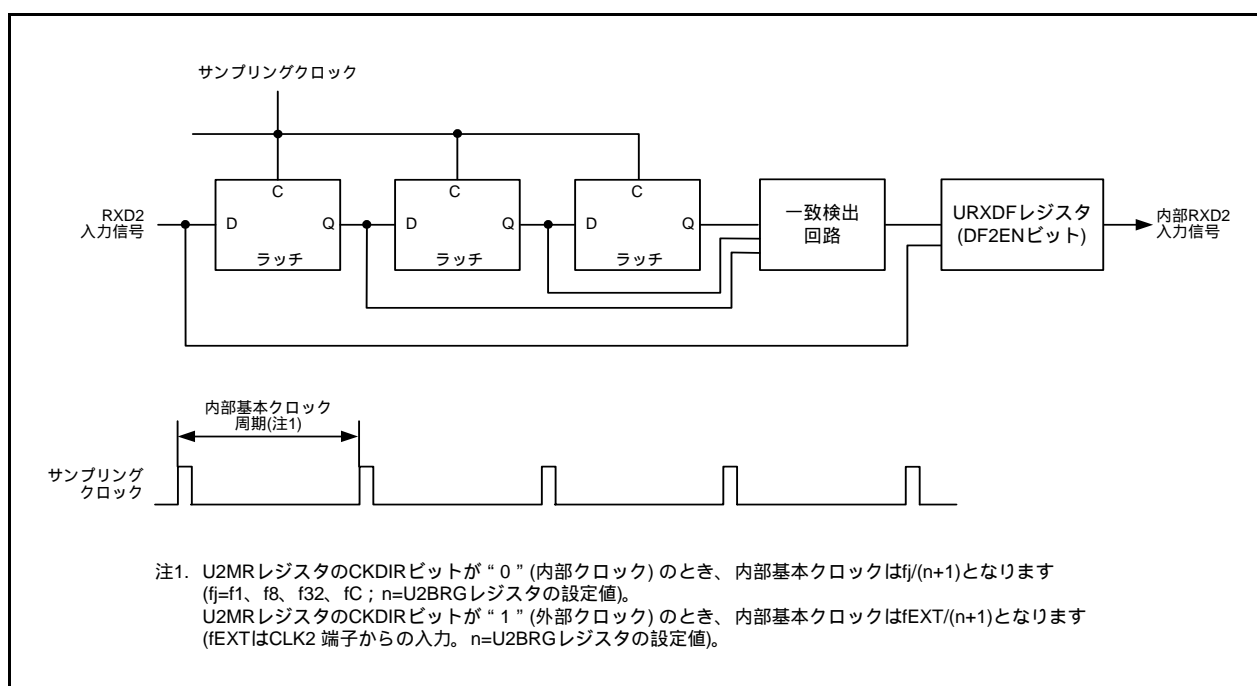 サンプリングクロック
C
C
C
RXD2
入力信号
D
Q
ラッチ
D
Q
ラッチ
D
Q
ラッチ
一致検出
回路
URXDFレジスタ
(DF2ENビット)
内部RXD2
入力信号
内部基本クロック
周期(注1)
サンプリング
クロック
注1. U2MRレジスタのCKDIRビットが“0”(内部クロック) のとき、内部基本クロックはfj/(n+1)となります
(fj=f1、f8、f32、fC；n=U2BRGレジスタの設定値)。
U2MRレジスタのCKDIRビットが“1”(外部クロック) のとき、内部基本クロックはfEXT/(n+1)となります
(fEXTはCLK2 端子からの入力。n=U2BRGレジスタの設定値)。